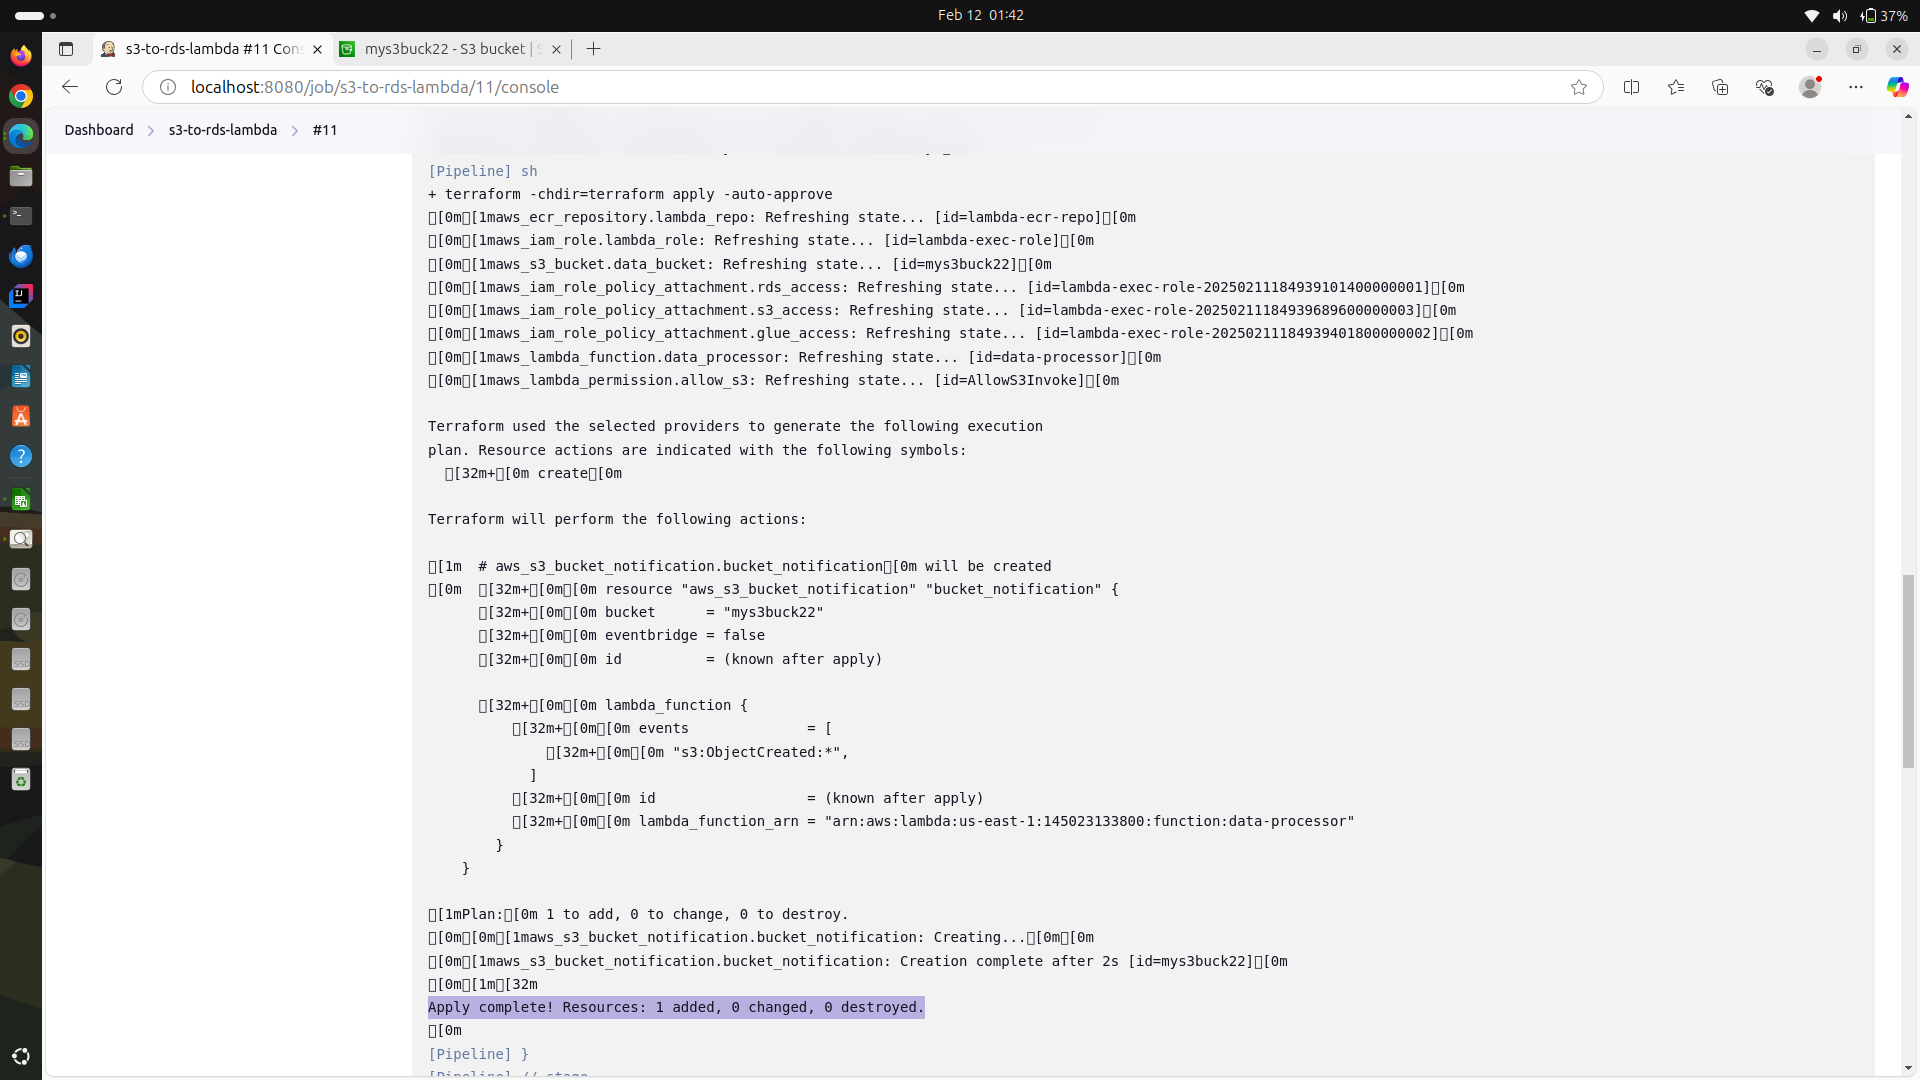 Feb 12 01:42
37%
s3-to-rds-lambda #11 Con
mys3buck22 - S3 bucket |
localhost:8080/job/s3-to-rds-lambda/11/console
Dashboard > s3-to-rds-lambda > #11
[Pipeline] sh
+ terraform -chdir=terraform apply -auto-approve
▯[0m▯[1maws_ecr_repository.lambda_repo: Refreshing state... [id=lambda-ecr-repo]▯[0m
▯[0m▯[1maws_iam_role.lambda_role: Refreshing state... [id=lambda-exec-role]▯[0m
▯[0m▯[1maws_s3_bucket.data_bucket: Refreshing state... [id=mys3buck22]▯[0m
▯[0m▯[1maws_iam_role_policy_attachment.rds_access: Refreshing state... [id=lambda-exec-role-20250211184939101400000001]▯[0m
▯[0m▯[1maws_iam_role_policy_attachment.s3_access: Refreshing state... [id=lambda-exec-role-20250211184939689600000003]▯[0m
▯[0m▯[1maws_iam_role_policy_attachment.glue_access: Refreshing state... [id=lambda-exec-role-20250211184939401800000002]▯[0m
▯[0m▯[1maws_lambda_function.data_processor: Refreshing state... [id=data-processor]▯[0m
▯[0m▯[1maws_lambda_permission.allow_s3: Refreshing state... [id=AllowS3Invoke]▯[0m
Terraform used the selected providers to generate the following execution
plan. Resource actions are indicated with the following symbols:
▯[32m+▯[0m create▯[0m
Terraform will perform the following actions:
▯[1m  # aws_s3_bucket_notification.bucket_notification▯[0m will be created
▯[0m  ▯[32m+▯[0m▯[0m resource "aws_s3_bucket_notification" "bucket_notification" {
▯[32m+▯[0m▯[0m bucket      = "mys3buck22"
▯[32m+▯[0m▯[0m eventbridge = false
▯[32m+▯[0m▯[0m id          = (known after apply)
▯[32m+▯[0m▯[0m lambda_function {
▯[32m+▯[0m▯[0m events              = [
▯[32m+▯[0m▯[0m "s3:ObjectCreated:*",
]
▯[32m+▯[0m▯[0m id                  = (known after apply)
▯[32m+▯[0m▯[0m lambda_function_arn = "arn:aws:lambda:us-east-1:145023133800:function:data-processor"
}
}
▯[1mPlan:▯[0m 1 to add, 0 to change, 0 to destroy.
▯[0m▯[0m▯[1maws_s3_bucket_notification.bucket_notification: Creating...▯[0m▯[0m
▯[0m▯[1maws_s3_bucket_notification.bucket_notification: Creation complete after 2s [id=mys3buck22]▯[0m
▯[0m▯[1m▯[32m
Apply complete! Resources: 1 added, 0 changed, 0 destroyed.
▯[0m
[Pipeline] }
[Pipeline] // stage